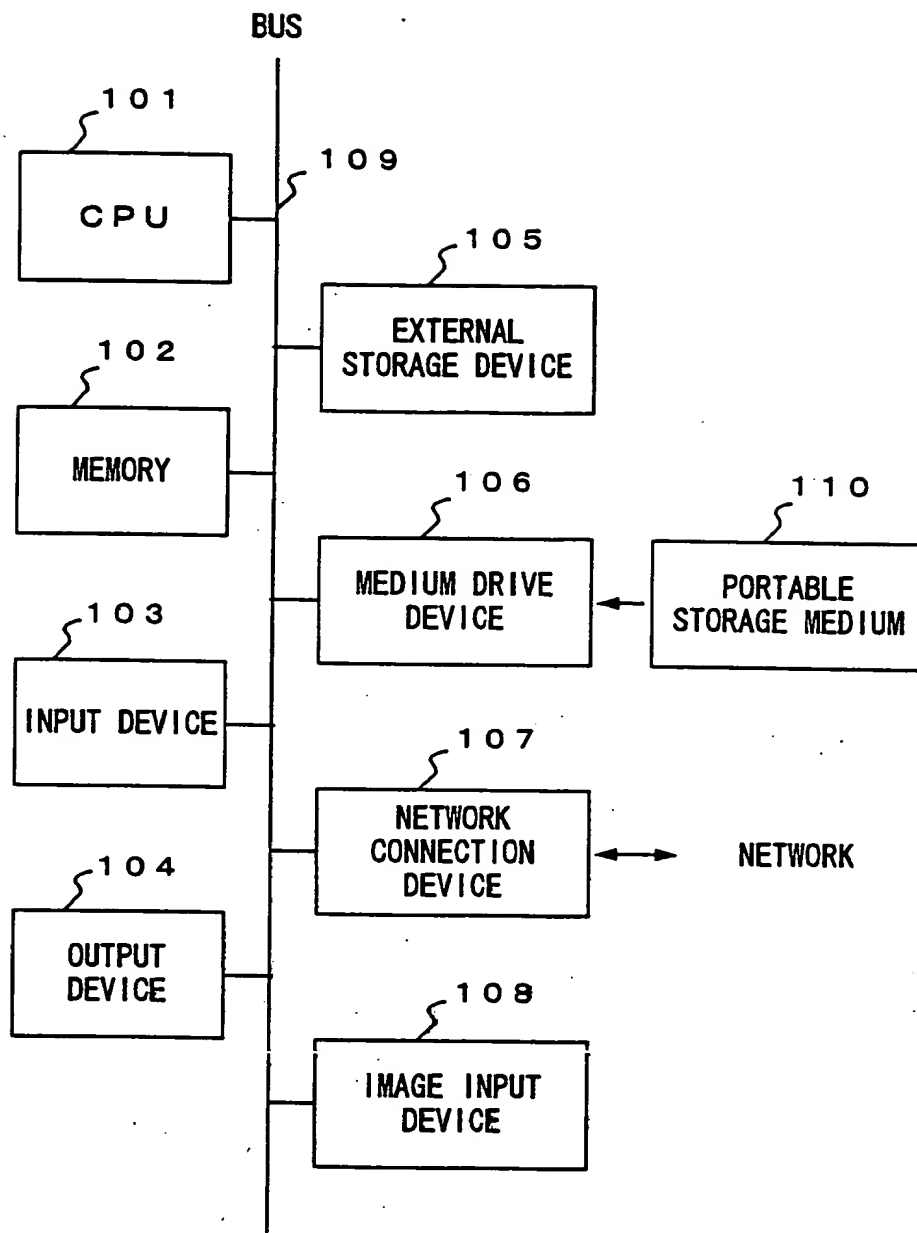 BUS
101
CPU
109
105
EXTERNAL
STORAGE DEVICE
102
MEMORY
106
MEDIUM DRIVE
DEVICE
110
PORTABLE
STORAGE MEDIUM
103
INPUT DEVICE
107
NETWORK
CONNECTION
DEVICE
NETWORK
104
OUTPUT
DEVICE
108
IMAGE INPUT
DEVICE